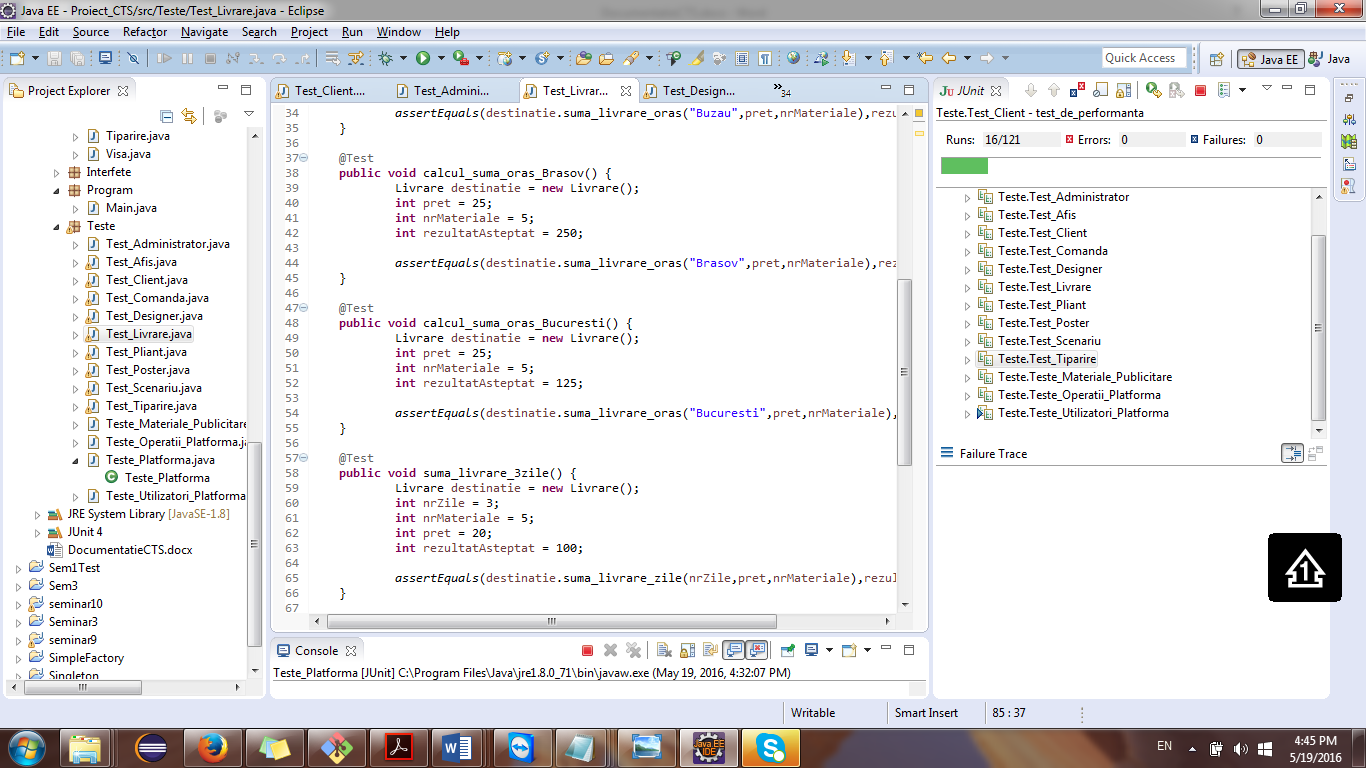 Java EE - Proiect_CTS/src/Teste/Test_Livrare.java - Eclipse
File Edit Source Refactor Navigate Search Project Run Window Help
Quick Access
Java EE
Java
Project Explorer
Tiparire.java
Visa.java
Interfete
Program
Main.java
Teste
Test_Administrator.java
Test_Afis.java
Test_Client.java
Test_Comanda.java
Test_Designer.java
Test_Livrare.java
Test_Pliant.java
Test_Poster.java
Test_Scenariu.java
Test_Tiparire.java
Teste_Materiale_Publicitare
Teste_Operatii_Platforma.ja
Teste_Platforma.java
Teste_Platforma
Teste_Utilizatori_Platforma
JRE System Library [JavaSE-1.8]
JUnit 4
DocumentatieCTS.docx
Sem1Test
Sem3
seminar10
Seminar3
seminar9
SimpleFactory
Singleton
Test_Client.... Test_Admini... Test_Livrar... Test_Design... »34
34 assertEquals(destinatie.suma_livrare_oras("Buzau",pret,nrMateriale),rezu
35 }
36
37 @Test
38 public void calcul_suma_oras_Brasov() {
39 Livrare destinatie = new Livrare();
40 int pret = 25;
41 int nrMateriale = 5;
42 int rezultatAsteptat = 250;
43
44 assertEquals(destinatie.suma_livrare_oras("Brasov",pret,nrMateriale),rez
45 }
46
47 @Test
48 public void calcul_suma_oras_Bucuresti() {
49 Livrare destinatie = new Livrare();
50 int pret = 25;
51 int nrMateriale = 5;
52 int rezultatAsteptat = 125;
53
54 assertEquals(destinatie.suma_livrare_oras("Bucuresti",pret,nrMateriale),
55 }
56
57 @Test
58 public void suma_livrare_3zile() {
59 Livrare destinatie = new Livrare();
60 int nrZile = 3;
61 int nrMateriale = 5;
62 int pret = 20;
63 int rezultatAsteptat = 100;
64
65 assertEquals(destinatie.suma_livrare_zile(nrZile,pret,nrMateriale),rezul
66 }
67
Console
Teste_Platforma [JUnit] C:\Program Files\Java\jre1.8.0_71\bin\javaw.exe (May 19, 2016, 4:32:07 PM)
JUnit
Teste.Test_Client - test_de_performanta
Runs: 16/121 Errors: 0 Failures: 0
Teste.Test_Administrator
Teste.Test_Afis
Teste.Test_Client
Teste.Test_Comanda
Teste.Test_Designer
Teste.Test_Livrare
Teste.Test_Pliant
Teste.Test_Poster
Teste.Test_Scenariu
Teste.Test_Tiparire
Teste.Teste_Materiale_Publicitare
Teste.Teste_Operatii_Platforma
Teste.Teste_Utilizatori_Platforma
Failure Trace
1
Writable Smart Insert 85 : 37
Java EE
IDE
EN
4:45 PM
5/19/2016